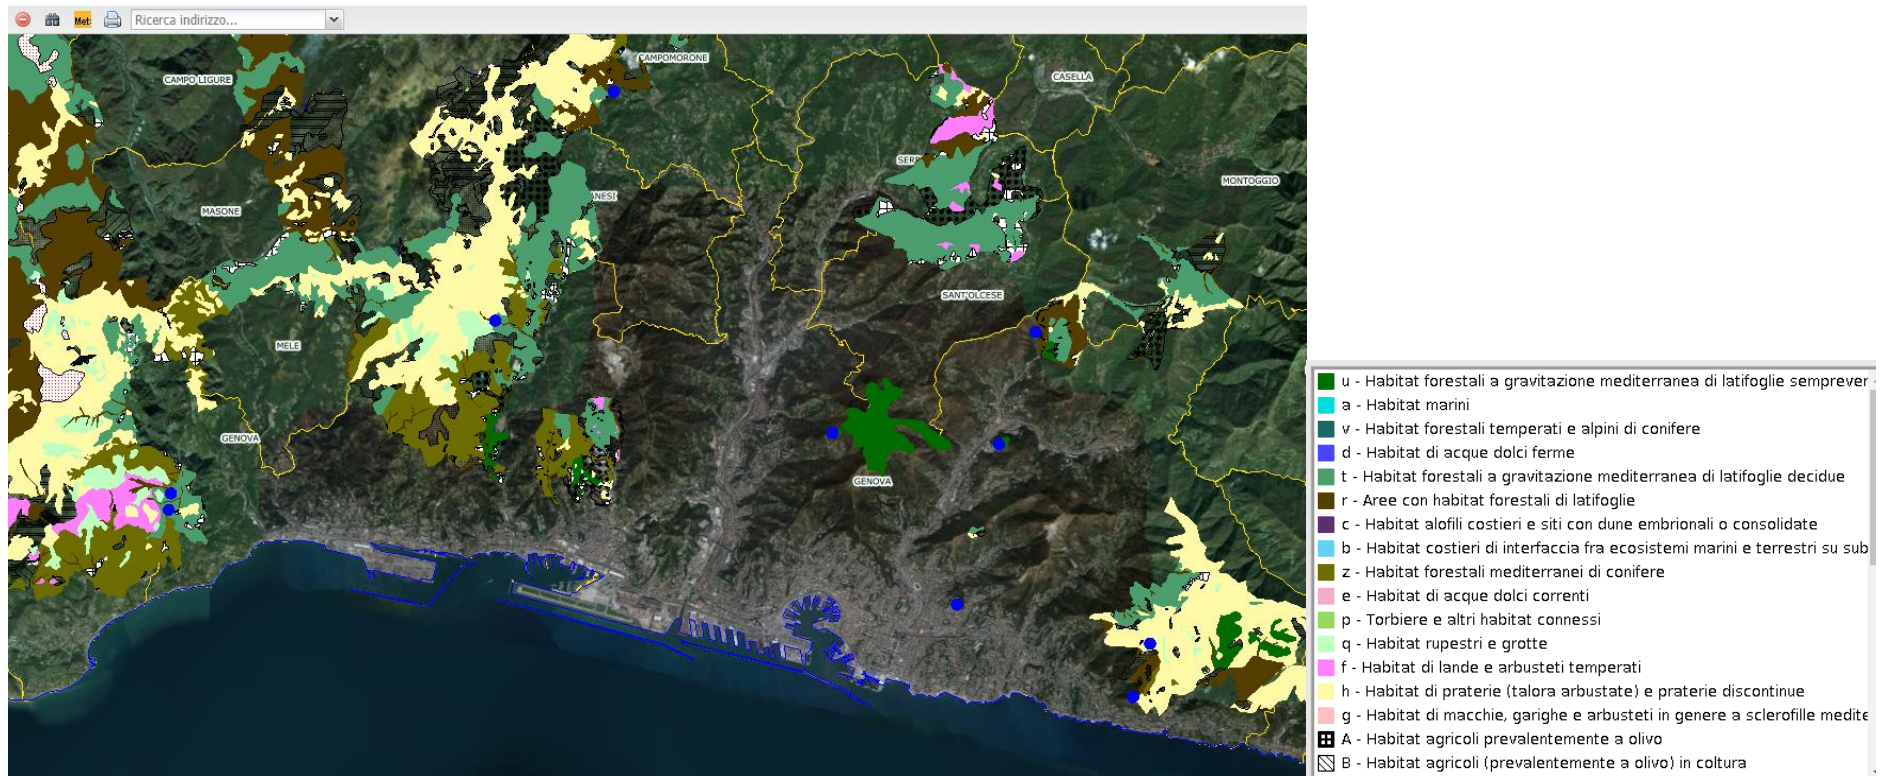 Met:
Ricerca indirizzo...
CAMPOMORONE
CAMPO LIGURE
CASELLA
SERR
MONTOGGIO
ANESI
MASONE
SANT'OLCESE
MELE
GENOVA
GENOVA
u - Habitat forestali a gravitazione mediterranea di latifoglie semprever
a - Habitat marini
v - Habitat forestali temperati e alpini di conifere
d - Habitat di acque dolci ferme
t - Habitat forestali a gravitazione mediterranea di latifoglie decidue
r - Aree con habitat forestali di latifoglie
c - Habitat alofili costieri e siti con dune embrionali o consolidate
b - Habitat costieri di interfaccia fra ecosistemi marini e terrestri su sub
z - Habitat forestali mediterranei di conifere
e - Habitat di acque dolci correnti
p - Torbiere e altri habitat connessi
q - Habitat rupestri e grotte
f - Habitat di lande e arbusteti temperati
h - Habitat di praterie (talora arbustate) e praterie discontinue
g - Habitat di macchie, garighe e arbusteti in genere a sclerofille medite
A - Habitat agricoli prevalentemente a olivo
B - Habitat agricoli (prevalentemente a olivo) in coltura